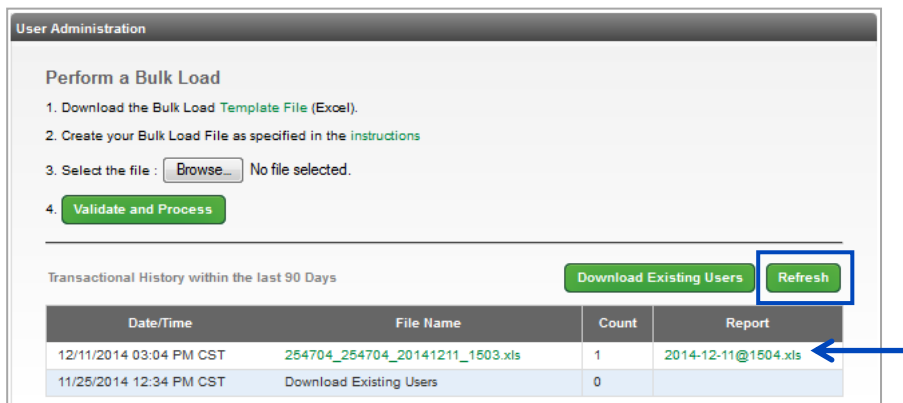 User Administration
Perform a Bulk Load
1. Download the Bulk Load Template File (Excel).
2. Create your Bulk Load File as specified in the instructions
3. Select the file : Browse... No file selected.
4. Validate and Process
Transactional History within the last 90 Days Download Existing Users Refresh
Date/Time File Name Count Report
12/11/2014 03:04 PM CST 254704_254704_20141211_1503.xls 1 2014-12-11@1504.xls
11/25/2014 12:34 PM CST Download Existing Users 0